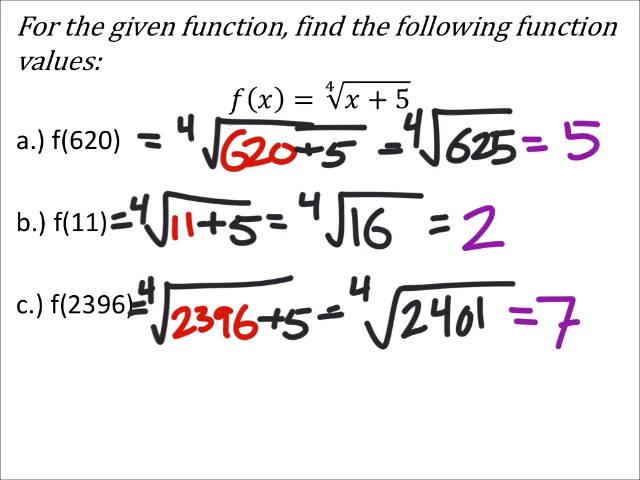 For the given function, find the following function
values:
f(x) = ∜(x + 5)
a.) f(620) = ∜(620+5) = ∜625 = 5
b.) f(11) = ∜(11+5) = ∜16 = 2
c.) f(2396) = ∜(2396+5) = ∜2401 = 7